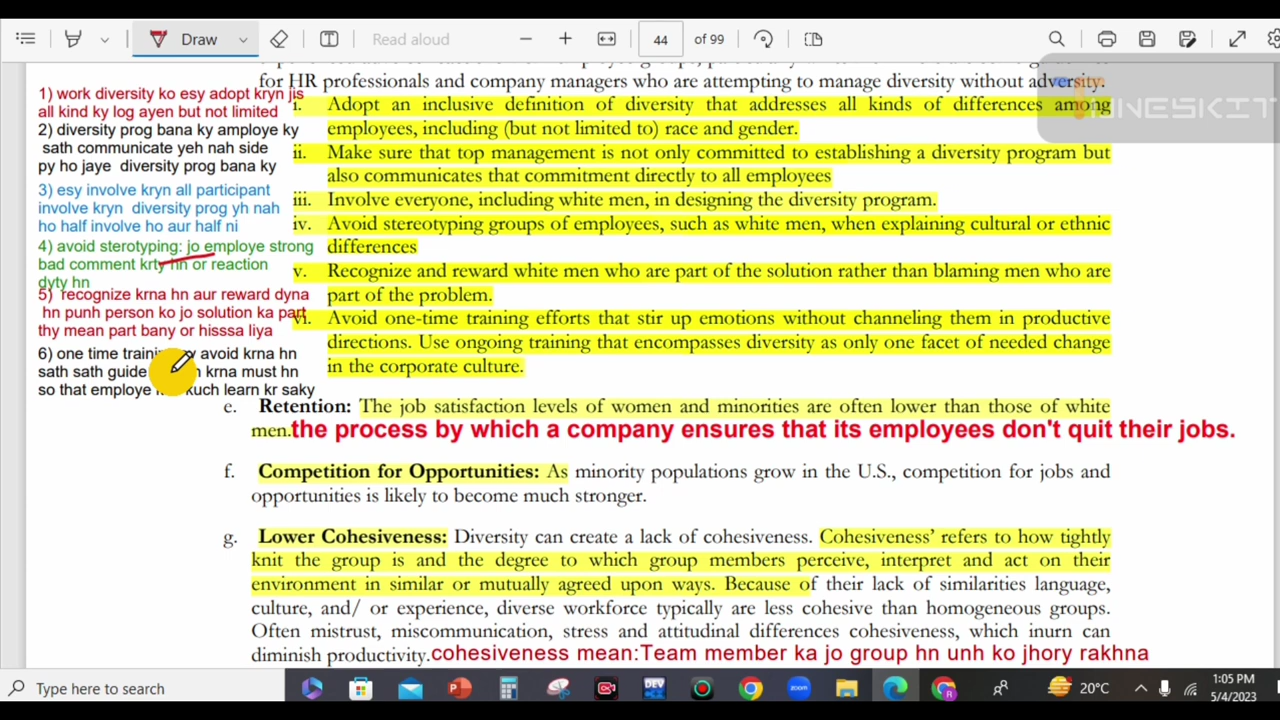 Draw
Read aloud
44 of 99
for HR professionals and company managers who are attempting to manage diversity without adversity.
i. Adopt an inclusive definition of diversity that addresses all kinds of differences among
employees, including (but not limited to) race and gender.
ii. Make sure that top management is not only committed to establishing a diversity program but
also communicates that commitment directly to all employees
iii. Involve everyone, including white men, in designing the diversity program.
iv. Avoid stereotyping groups of employees, such as white men, when explaining cultural or ethnic
differences
v. Recognize and reward white men who are part of the solution rather than blaming men who are
part of the problem.
vi. Avoid one-time training efforts that stir up emotions without channeling them in productive
directions. Use ongoing training that encompasses diversity as only one facet of needed change
in the corporate culture.
1) work diversity ko esy adopt kryn jis
all kind ky log ayen but not limited
2) diversity prog bana ky amploye ky
sath communicate yeh nah side
py ho jaye diversity prog bana ky
3) esy involve kryn all participant
involve kryn diversity prog yh nah
ho half involve ho aur half ni
4) avoid sterotyping: jo employe strong
bad comment krty hn or reaction
dyty hn
5) recognize krna hn aur reward dyna
hn punh person ko jo solution ka part
thy mean part bany or hisssa liya
6) one time avoid krna hn
sath sath guide krna must hn
so that employe kuch learn kr saky
e. Retention: The job satisfaction levels of women and minorities are often lower than those of white
men.the process by which a company ensures that its employees don't quit their jobs.
f. Competition for Opportunities: As minority populations grow in the U.S., competition for jobs and
opportunities is likely to become much stronger.
g. Lower Cohesiveness: Diversity can create a lack of cohesiveness. Cohesiveness' refers to how tightly
knit the group is and the degree to which group members perceive, interpret and act on their
environment in similar or mutually agreed upon ways. Because of their lack of similarities language,
culture, and/ or experience, diverse workforce typically are less cohesive than homogeneous groups.
Often mistrust, miscommunication, stress and attitudinal differences cohesiveness, which inurn can
diminish productivity.cohesiveness mean:Team member ka jo group hn unh ko jhory rakhna
Type here to search
DEV
zoom
20°C
1:05 PM
5/4/2023